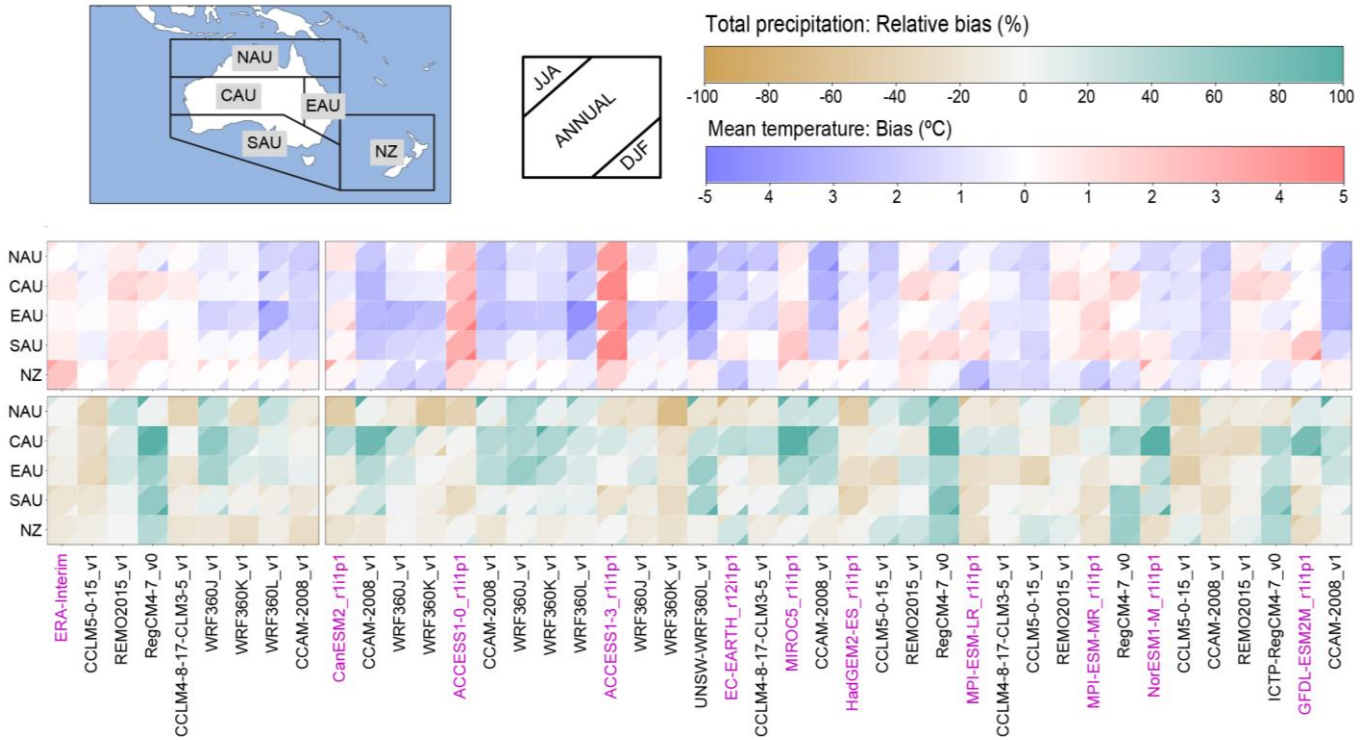 NAU
CAU
EAU
SAU
NZ
JJA
ANNUAL
DJF
Total precipitation: Relative bias (%)
-100 -80 -60 -40 -20 0 20 40 60 80 100
Mean temperature: Bias (ºC)
-5 4 3 2 1 0 1 2 3 4 5
NAU
CAU
EAU
SAU
NZ
NAU
CAU
EAU
SAU
NZ
ERA-Interim
CCLM5-0-15_v1
REMO2015_v1
RegCM4-7_v0
CCLM4-8-17-CLM3-5_v1
WRF360J_v1
WRF360K_v1
WRF360L_v1
CCAM-2008_v1
CanESM2_r1i1p1
CCAM-2008_v1
WRF360J_v1
WRF360K_v1
ACCESS1-0_r1i1p1
CCAM-2008_v1
WRF360J_v1
WRF360K_v1
WRF360L_v1
ACCESS1-3_r1i1p1
WRF360J_v1
WRF360K_v1
UNSW-WRF360L_v1
EC-EARTH_r12i1p1
CCLM4-8-17-CLM3-5_v1
MIROC5_r1i1p1
CCAM-2008_v1
HadGEM2-ES_r1i1p1
CCLM5-0-15_v1
REMO2015_v1
RegCM4-7_v0
MPI-ESM-LR_r1i1p1
CCLM4-8-17-CLM3-5_v1
CCLM5-0-15_v1
REMO2015_v1
MPI-ESM-MR_r1i1p1
RegCM4-7_v0
NorESM1-M_r1i1p1
CCLM5-0-15_v1
CCAM-2008_v1
REMO2015_v1
ICTP-RegCM4-7_v0
GFDL-ESM2M_r1i1p1
CCAM-2008_v1